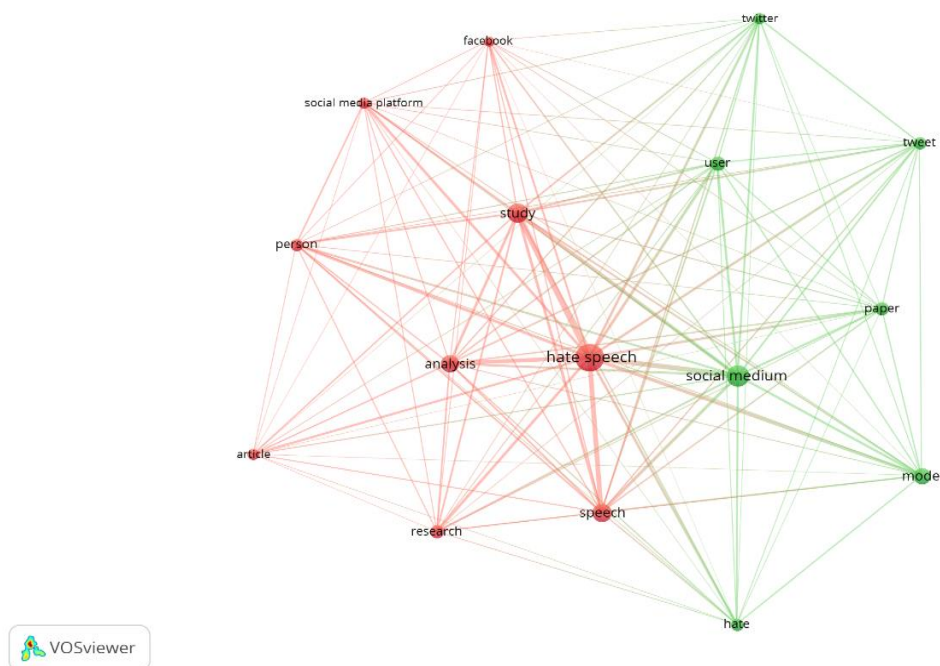 twitter
facebook
social media platform
tweet
user
study
person
paper
hate speech
analysis
social medium
article
mode
speech
research
hate
VOSviewer